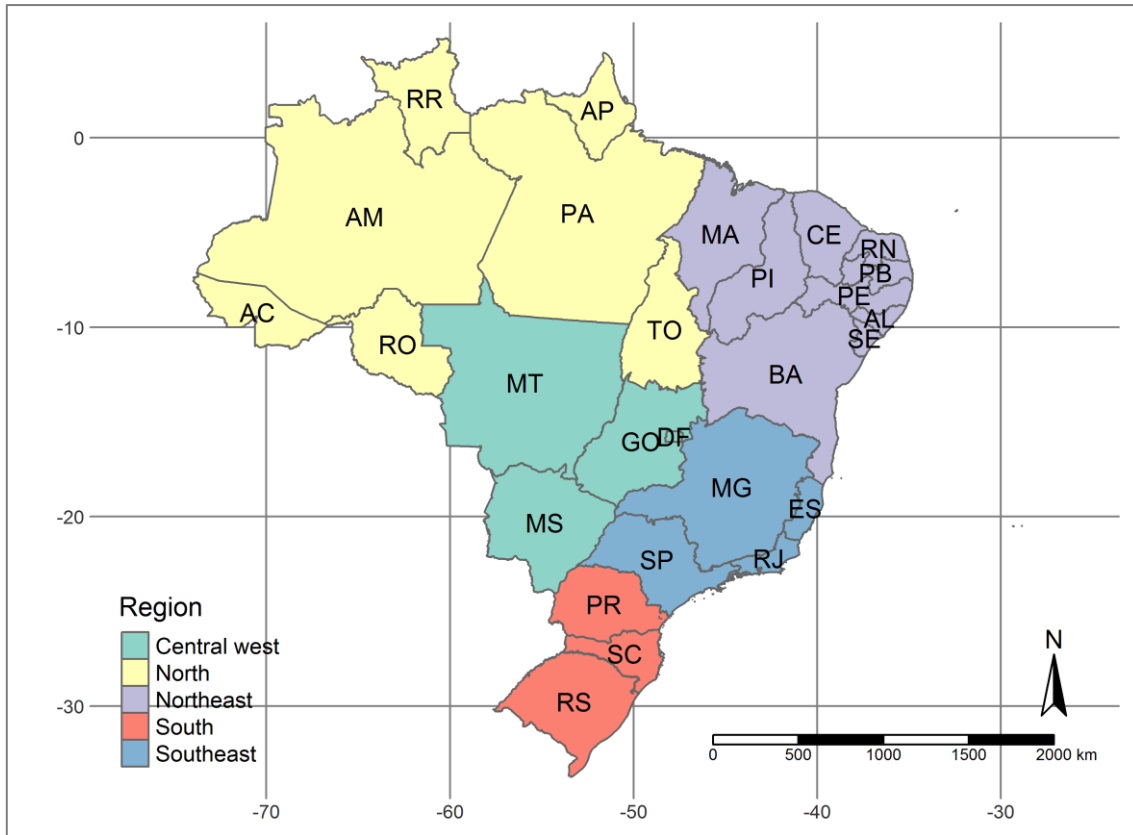 RR
AP
0
AM
PA
MA
CE
RN
PB
PI
PE
AC
AL
-10
TO
SE
RO
BA
MT
GO
DF
MG
ES
MS
-20
SP
RJ
PR
Region
Central west
SC
N
North
Northeast
RS
-30
South
Southeast
0 500 1000 1500 2000 km
-70 -60 -50 -40 -30